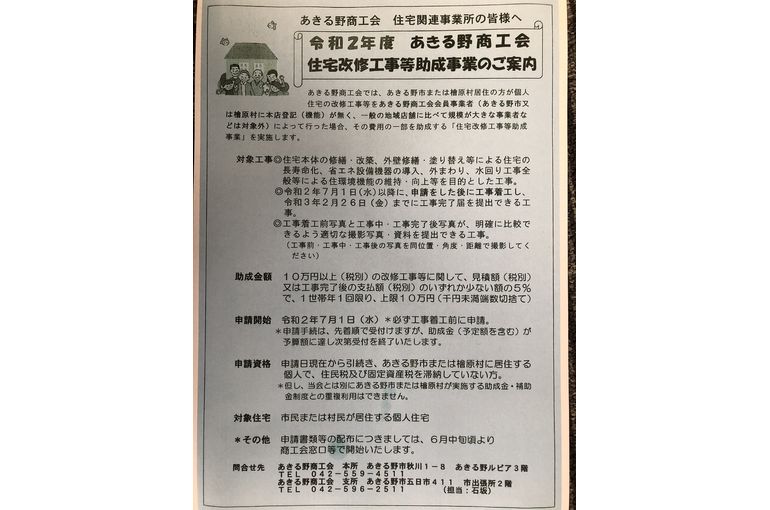 あきる野商工会　住宅関連事業所の皆様へ
令和２年度　あきる野商工会
住宅改修工事等助成事業のご案内
あきる野商工会では、あきる野市または檜原村居住の方が個人
住宅の改修工事等をあきる野商工会会員事業者（あきる野市又
は檜原村に本店登記（機能）が無く、一般の地域店舗に比べて規模が大きな事業者な
どは対象外）によって行った場合、その費用の一部を助成する「住宅改修工事等助成
事業」を実施します。
対象工事◎住宅本体の修繕・改築、外壁修繕・塗り替え等による住宅の
長寿命化、省エネ設備機器の導入、外まわり、水回り工事全
般等による住環境機能の維持・向上等を目的とした工事。
◎令和２年７月１日（水）以降に、申請をした後に工事着工し、
令和３年２月２６日（金）までに工事完了届を提出できる工
事。
◎工事着工前写真と工事中・工事完了後写真が、明確に比較で
きるよう適切な撮影写真・資料を提出できる工事。
（工事前・工事中・工事後の写真を同位置・角度・距離で撮影してく
ださい）
助成金額　１０万円以上（税別）の改修工事等に関して、見積額（税別）
又は工事完了後の支払額（税別）のいずれか少ない額の５％
で、１世帯年１回限り、上限１０万円（千円未満端数切捨て）
申請開始　令和２年７月１日（水）＊必ず工事着工前に申請。
＊申請手続は、先着順で受付けますが、助成金（予定額を含む）が
予算額に達し次第受付を終了いたします。
申請資格　申請日現在から引続き、あきる野市または檜原村に居住する
個人で、住民税及び固定資産税を滞納していない方。
＊但し、当会とは別にあきる野市または檜原村が実施する助成金・補助
金制度との重複利用はできません。
対象住宅　市民または村民が居住する個人住宅
＊その他　申請書類等の配布につきましては、６月中旬頃より
商工会窓口等で開始いたします。
問合せ先　あきる野商工会　本所　あきる野市秋川１－８　あきる野ルピア３階
ＴＥＬ　０４２－５５９－４５１１
あきる野商工会　支所　あきる野市五日市４１１　市出張所２階
ＴＥＬ　０４２－５９６－２５１１　（担当：石坂）